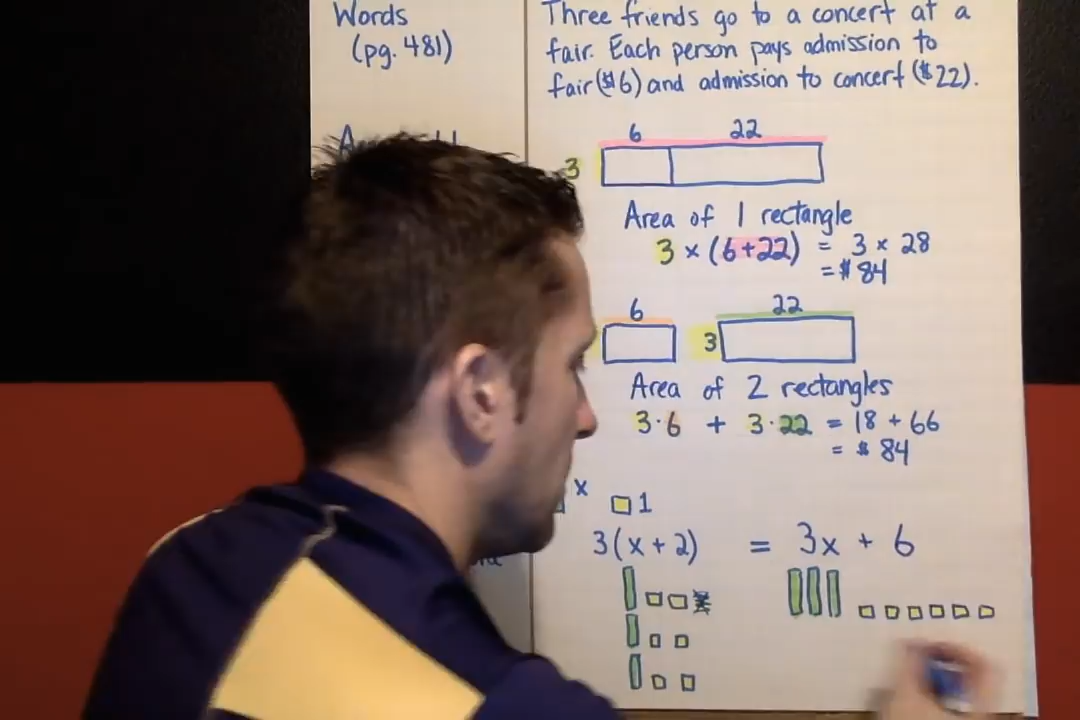 Words
(pg. 481)
Three friends go to a concert at a
fair. Each person pays admission to
fair ($6) and admission to concert ($22).
6 22
3
Area of 1 rectangle
3 × (6+22) = 3 × 28
= $ 84
6 22
3
Area of 2 rectangles
3·6 + 3·22 = 18 + 66
= $ 84
x 1
3(x+2) = 3x + 6